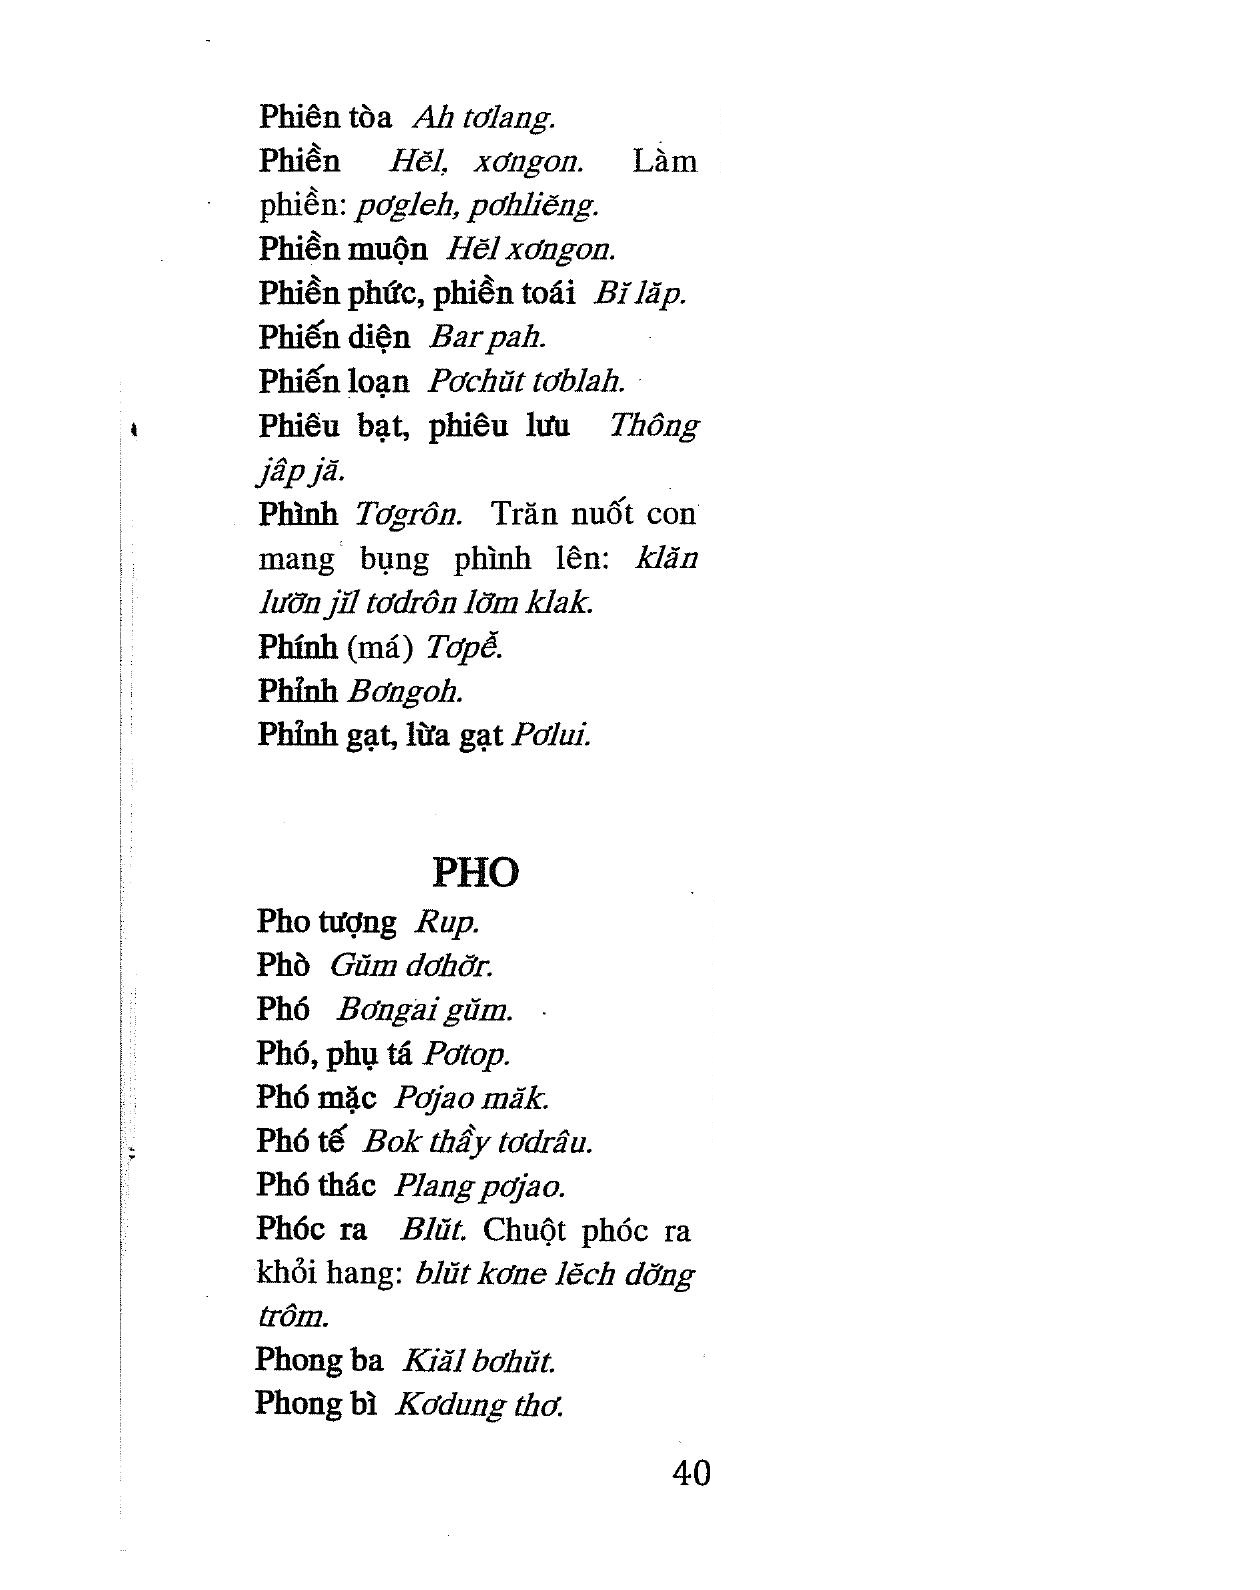 Phiên tòa Ah tơlang.
Phiền Hĕl, xơngon. Làm
phiền: pơgleh, pơhliĕng.
Phiền muộn Hĕl xơngon.
Phiền phức, phiền toái Bĭ lăp.
Phiến diện Bar pah.
Phiến loạn Pơchŭt tơblah.
Phiêu bạt, phiêu lưu Thông
jâp jă.
Phình Tơgrôn. Trăn nuốt con
mang bụng phình lên: klăn
lươ̆n jĭl tơdrôn lơ̆m klak.
Phính (má) Tơpê̆.
Phỉnh Bơngoh.
Phỉnh gạt, lừa gạt Pơlui.
PHO
Pho tượng Rup.
Phò Gŭm dơhơ̆r.
Phó Bơngai gŭm.
Phó, phụ tá Pơtop.
Phó mặc Pơjao măk.
Phó tế Bok thầy tơdrâu.
Phó thác Plang pơjao.
Phóc ra Blŭt. Chuột phóc ra
khỏi hang: blŭt kơne lĕch dơ̆ng
trôm.
Phong ba Kiăl bơhŭt.
Phong bì Kơdung thơ.
40